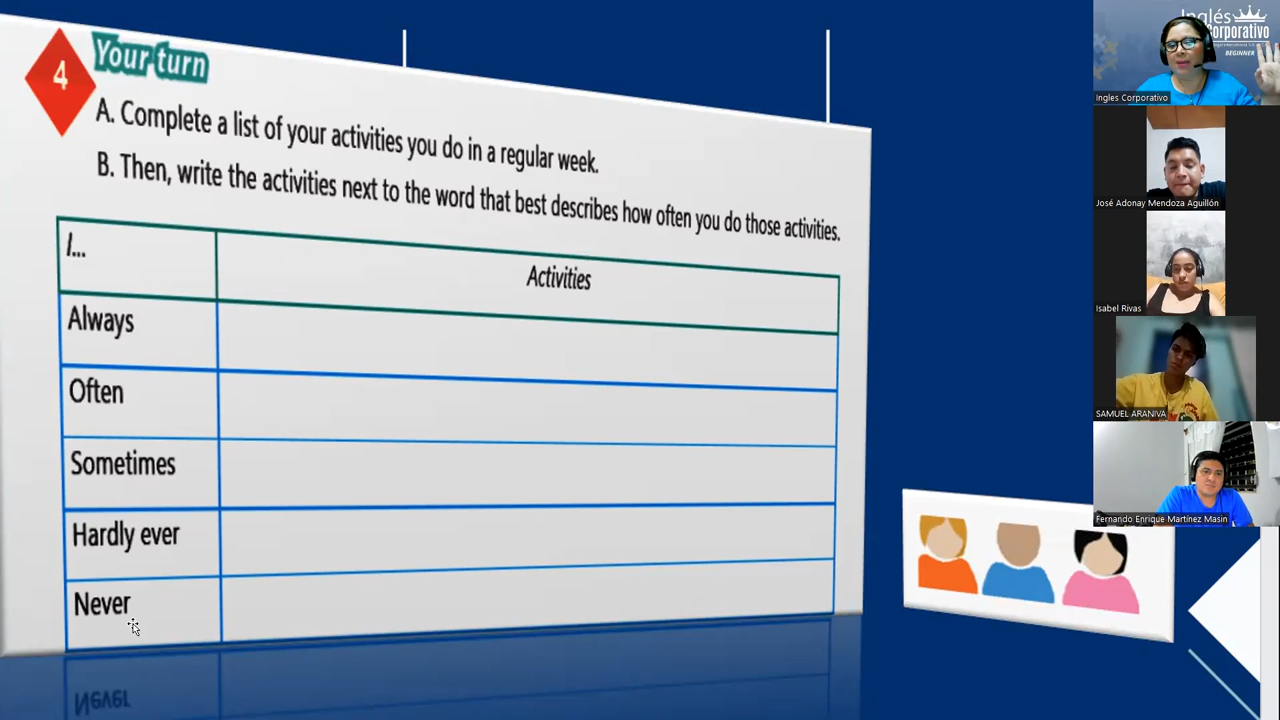 4
Your turn
A. Complete a list of your activities you do in a regular week.
B. Then, write the activities next to the word that best describes how often you do those activities.
I...
Activities
Always
Often
Sometimes
Hardly ever
Never
Never
Inglés
Corporativo
BEGINNER
Ingles Corporativo
José Adonay Mendoza Aguillón
Isabel Rivas
SAMUEL ARANIVA
Fernando Enrique Martínez Masin